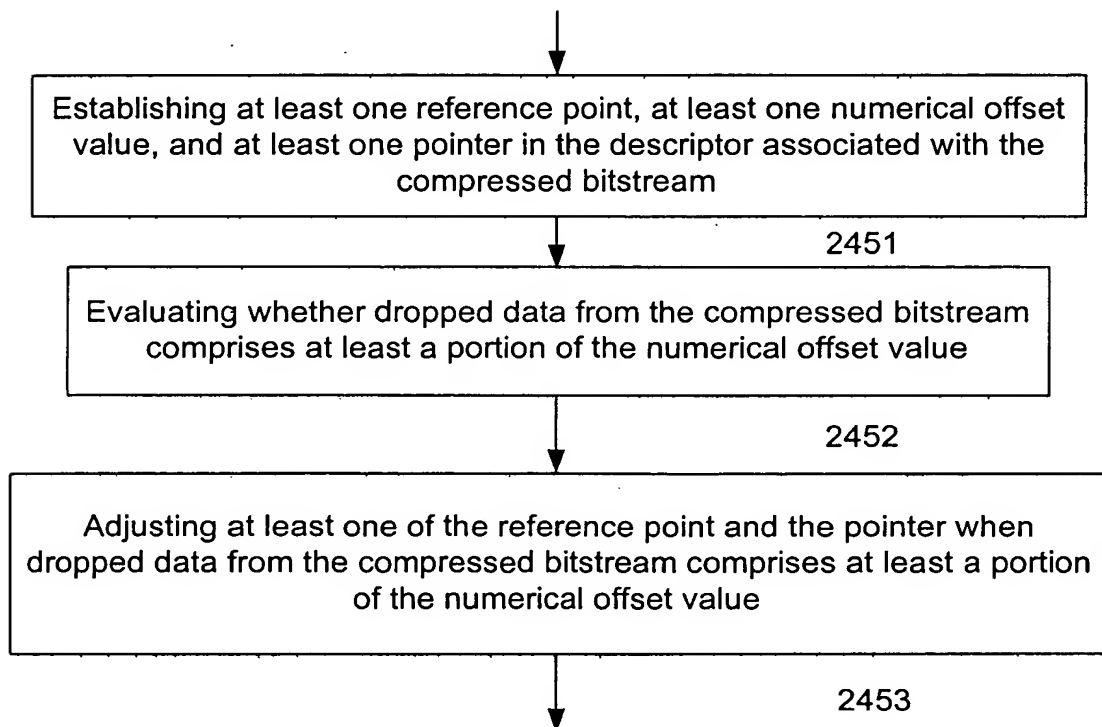 Establishing at least one reference point, at least one numerical offset
value, and at least one pointer in the descriptor associated with the
compressed bitstream
2451
Evaluating whether dropped data from the compressed bitstream
comprises at least a portion of the numerical offset value
2452
Adjusting at least one of the reference point and the pointer when
dropped data from the compressed bitstream comprises at least a portion
of the numerical offset value
2453